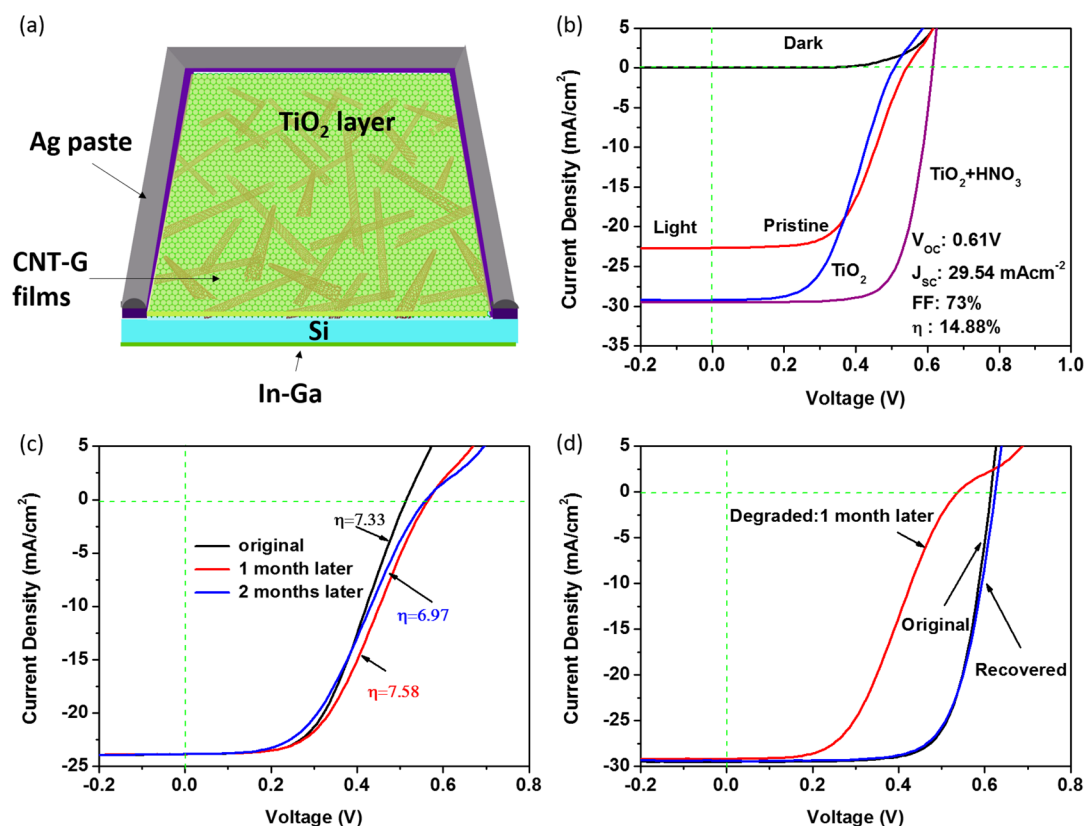 (a)
TiO₂ layer
Ag paste
CNT-G
films
Si
In-Ga
(b)
Current Density (mA/cm²)
5
0
-5
-10
-15
-20
-25
-30
-35
Dark
Light
Pristine
TiO₂
TiO₂+HNO₃
V_OC: 0.61V
J_SC: 29.54 mAcm⁻²
FF: 73%
η : 14.88%
-0.2 0.0 0.2 0.4 0.6 0.8 1.0
Voltage (V)
(c)
Current Density (mA/cm²)
5
0
-5
-10
-15
-20
-25
η=7.33
original
1 month later
2 months later
η=6.97
η=7.58
-0.2 0.0 0.2 0.4 0.6 0.8
Voltage (V)
(d)
Current Density (mA/cm²)
5
0
-5
-10
-15
-20
-25
-30
Degraded:1 month later
Original
Recovered
-0.2 0.0 0.2 0.4 0.6 0.8
Voltage (V)